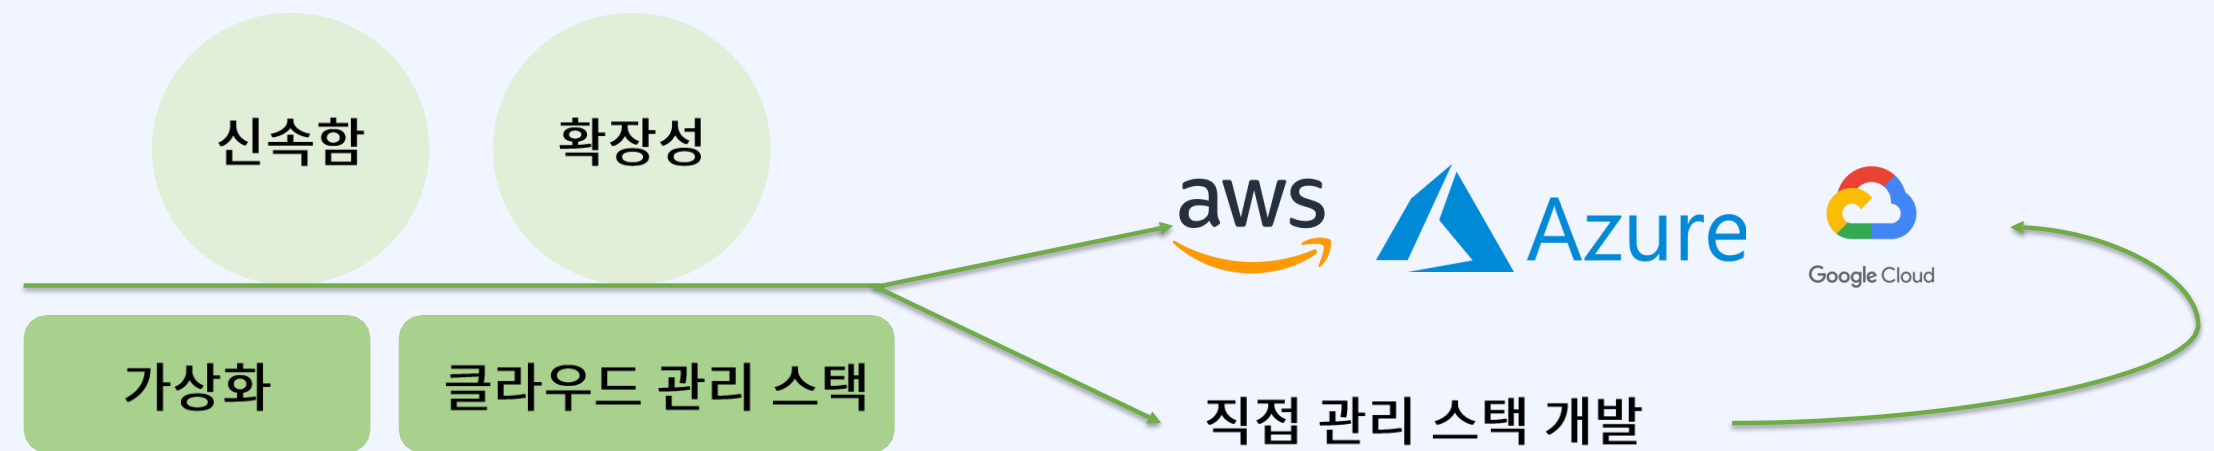 신속함
확장성
가상화
클라우드 관리 스택
aws
Azure
Google Cloud
직접 관리 스택 개발